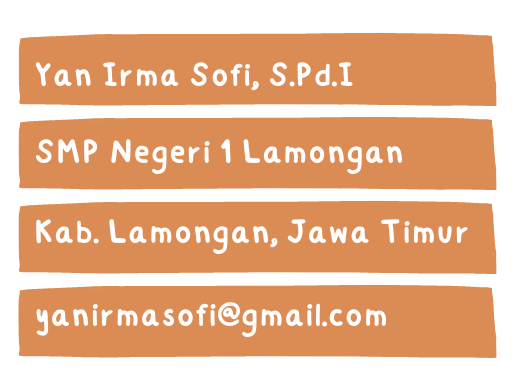 Yan Irma Sofi, S.Pd.I
SMP Negeri 1 Lamongan
Kab. Lamongan, Jawa Timur
yanirmasofi@gmail.com